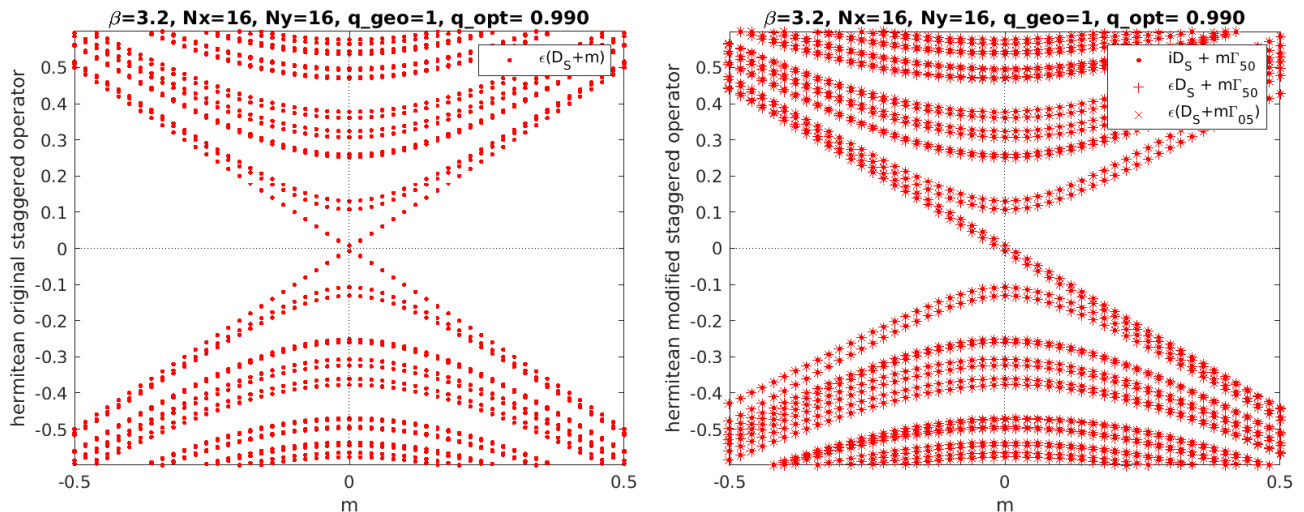 β=3.2, Nx=16, Ny=16, q_geo=1, q_opt= 0.990
hermitean original staggered operator
0.5
0.4
0.3
0.2
0.1
0
-0.1
-0.2
-0.3
-0.4
-0.5
-0.5
0
0.5
m
ϵ(D_S+m)
β=3.2, Nx=16, Ny=16, q_geo=1, q_opt= 0.990
hermitean modified staggered operator
0.5
0.4
0.3
0.2
0.1
0
-0.1
-0.2
-0.3
-0.4
-0.5
-0.5
0
0.5
m
iD_S + mΓ_50
ϵD_S + mΓ_50
ϵ(D_S+mΓ_05)